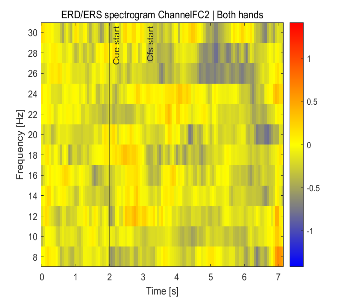 ERD/ERS spectrogram ChannelFC2 | Both hands
Frequency [Hz]
30
28
26
24
22
20
18
16
14
12
10
8
Cue start
Cfs start
0 1 2 3 4 5 6 7
Time [s]
1
0.5
0
-0.5
-1